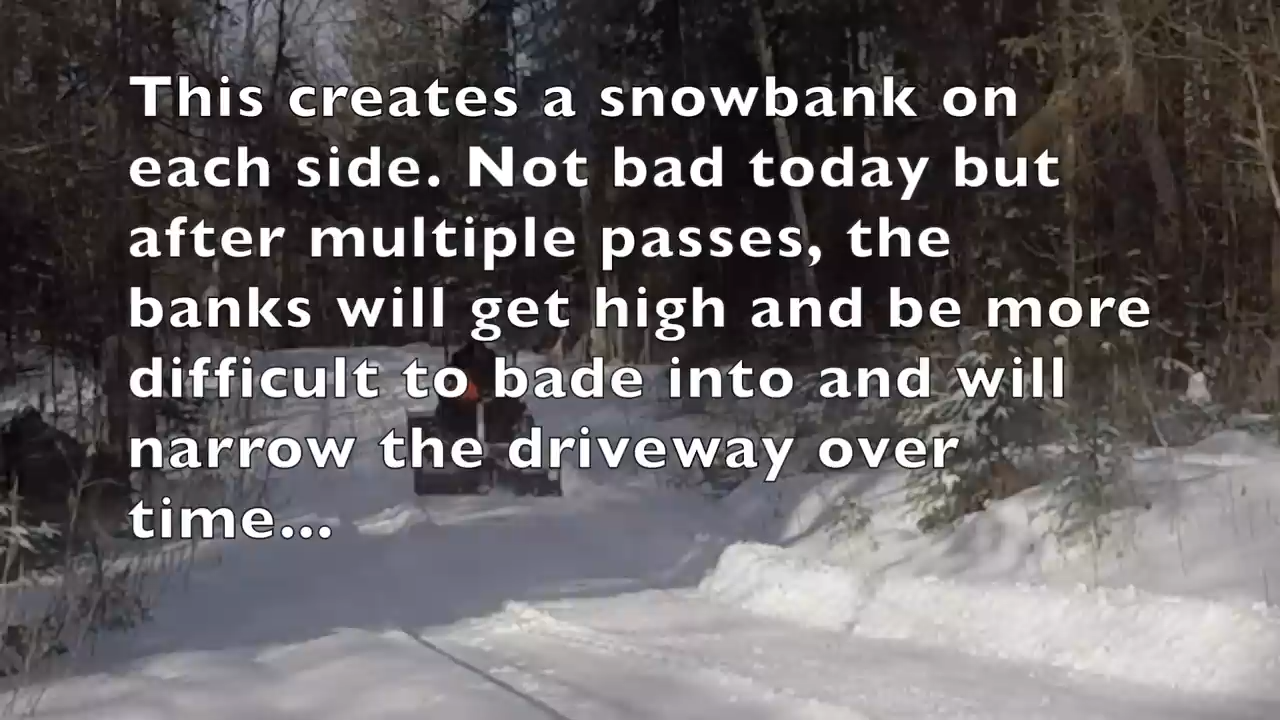 This creates a snowbank on
each side. Not bad today but
after multiple passes, the
banks will get high and be more
difficult to bade into and will
narrow the driveway over
time...